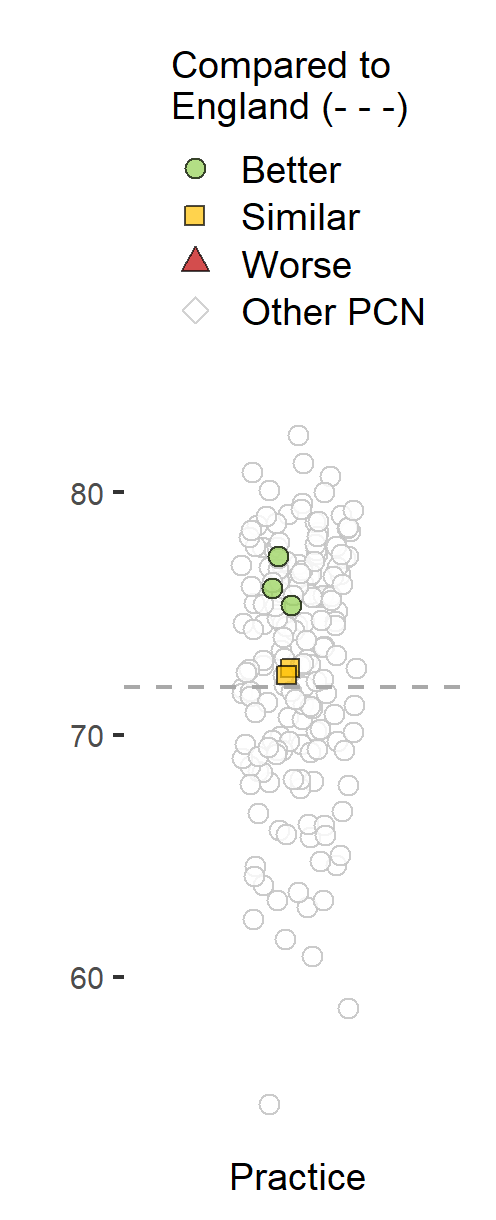 Compared to
England (- - -)
Better
Similar
Worse
Other PCN
80
70
60
Practice